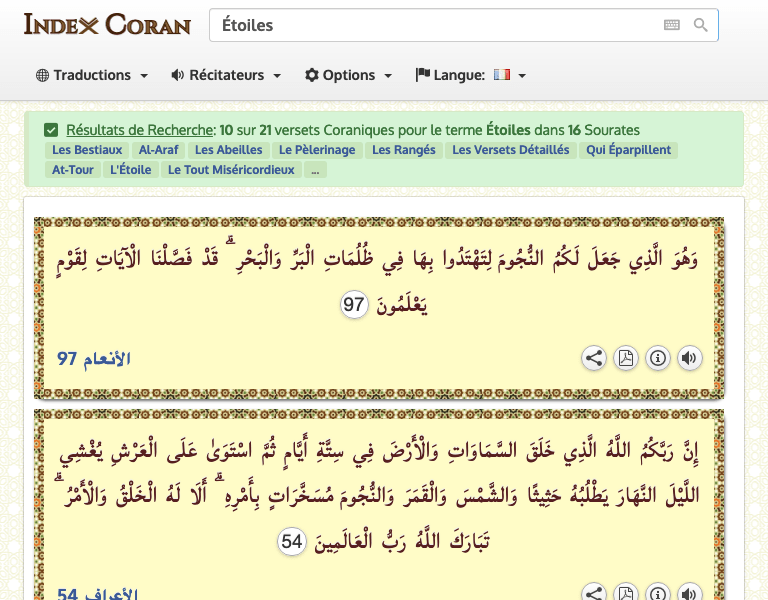 INDEX CORAN
Étoiles
Traductions Récitateurs Options Langue:
Résultats de Recherche: 10 sur 21 versets Coraniques pour le terme Étoiles dans 16 Sourates
Les Bestiaux Al-Araf Les Abeilles Le Pèlerinage Les Rangés Les Versets Détaillés Qui Éparpillent
At-Tour L'Étoile Le Tout Miséricordieux ...
وَهُوَ الَّذِي جَعَلَ لَكُمُ النُّجُومَ لِتَهْتَدُوا بِهَا فِي ظُلُمَاتِ الْبَرِّ وَالْبَحْرِ ۗ قَدْ فَصَّلْنَا الْآيَاتِ لِقَوْمٍ
يَعْلَمُونَ 97
الأنعام 97
إِنَّ رَبَّكُمُ اللَّهُ الَّذِي خَلَقَ السَّمَاوَاتِ وَالْأَرْضَ فِي سِتَّةِ أَيَّامٍ ثُمَّ اسْتَوَىٰ عَلَى الْعَرْشِ يُغْشِي
اللَّيْلَ النَّهَارَ يَطْلُبُهُ حَثِيثًا وَالشَّمْسَ وَالْقَمَرَ وَالنُّجُومَ مُسَخَّرَاتٍ بِأَمْرِهِ ۗ أَلَا لَهُ الْخَلْقُ وَالْأَمْرُ ۗ
تَبَارَكَ اللَّهُ رَبُّ الْعَالَمِينَ 54
الأعراف 54